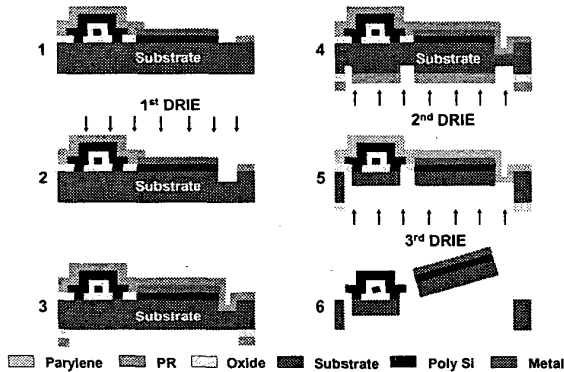 1
Substrate
4
Substrate
1st DRIE
2nd DRIE
2
Substrate
5
3rd DRIE
3
Substrate
6
Parylene PR Oxide Substrate Poly Si Metal